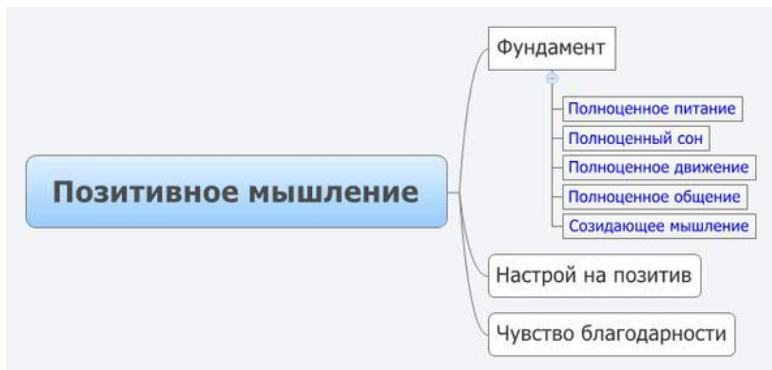 Позитивное мышление
Фундамент
Полноценное питание
Полноценный сон
Полноценное движение
Полноценное общение
Созидающее мышление
Настрой на позитив
Чувство благодарности